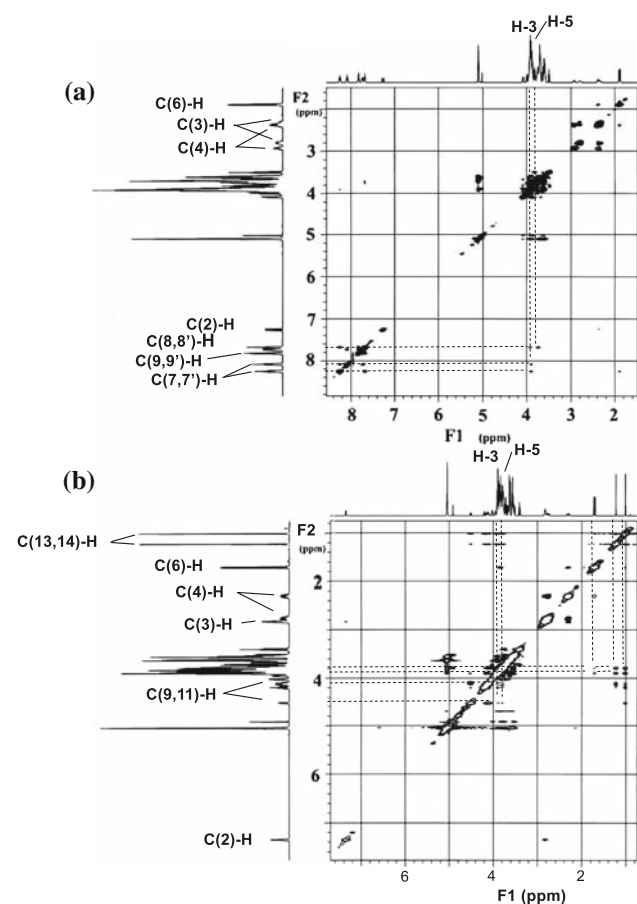 H-3 H-5
(a)
F2
(ppm)
C(6)-H
C(3)-H
C(4)-H
3
4
5
6
7
8
C(2)-H
C(8,8')-H
C(9,9')-H
C(7,7')-H
8 7 6 5 4 3 2
F1 (ppm)
H-3 H-5
(b)
F2
(ppm)
C(13,14)-H
C(6)-H
C(4)-H
C(3)-H
C(9,11)-H
2
4
6
C(2)-H
6 4 2
F1 (ppm)